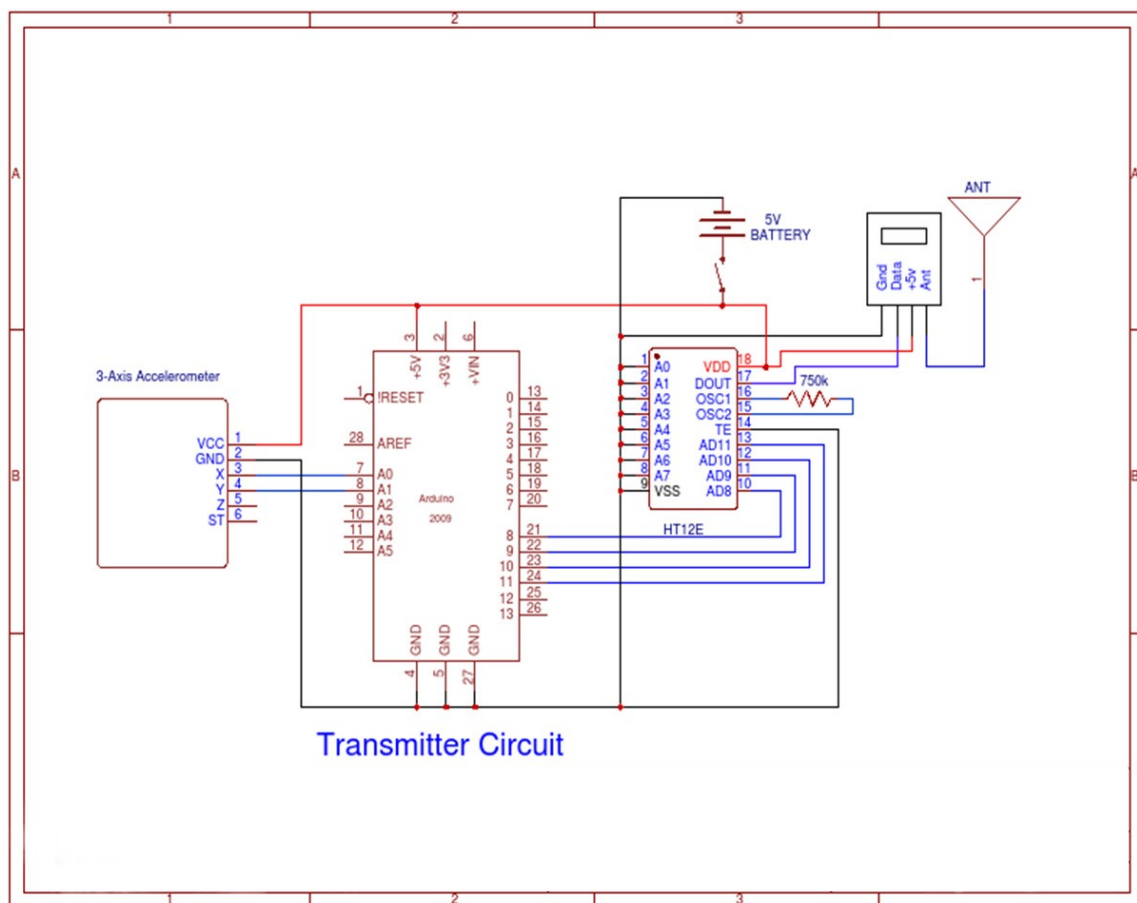 1 2 3
A A
ANT
5V
BATTERY
Gnd
Data
+5v
Ant
1
3 2 6
+5V +3V3 +VIN
3-Axis Accelerometer
VCC 1
GND 2
X 3
Y 4
Z 5
ST 6
1 !RESET
28 AREF
7 A0
8 A1
9 A2
10 A3
11 A4
12 A5
Arduino
2009
0 13
1 14
2 15
3 16
4 17
5 18
6 19
7 20
8 21
9 22
10 23
11 24
12 25
13 26
GND GND GND
4 5 27
1 A0 VDD 18
2 A1 DOUT 17
3 A2 OSC1 16
4 A3 OSC2 15
5 A4 TE 14
6 A5 AD11 13
7 A6 AD10 12
8 A7 AD9 11
9 VSS AD8 10
750k
HT12E
B B
Transmitter Circuit
1 2 3